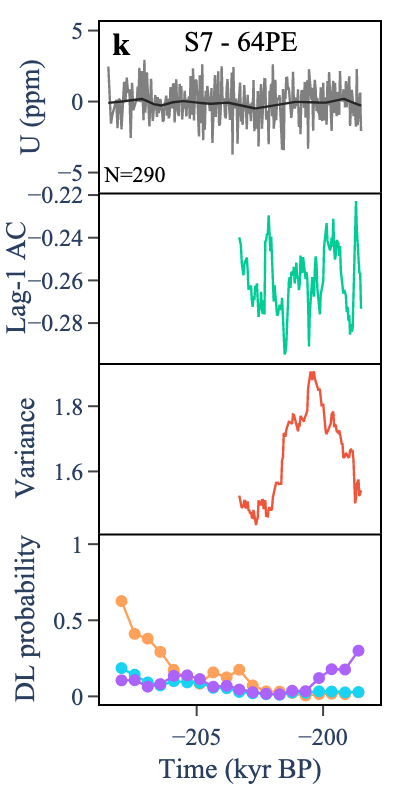 k S7 - 64PE
U (ppm)
5
0
−5
N=290
Lag-1 AC
−0.22
−0.24
−0.26
−0.28
Variance
1.8
1.6
DL probability
1
0.5
0
−205 −200
Time (kyr BP)